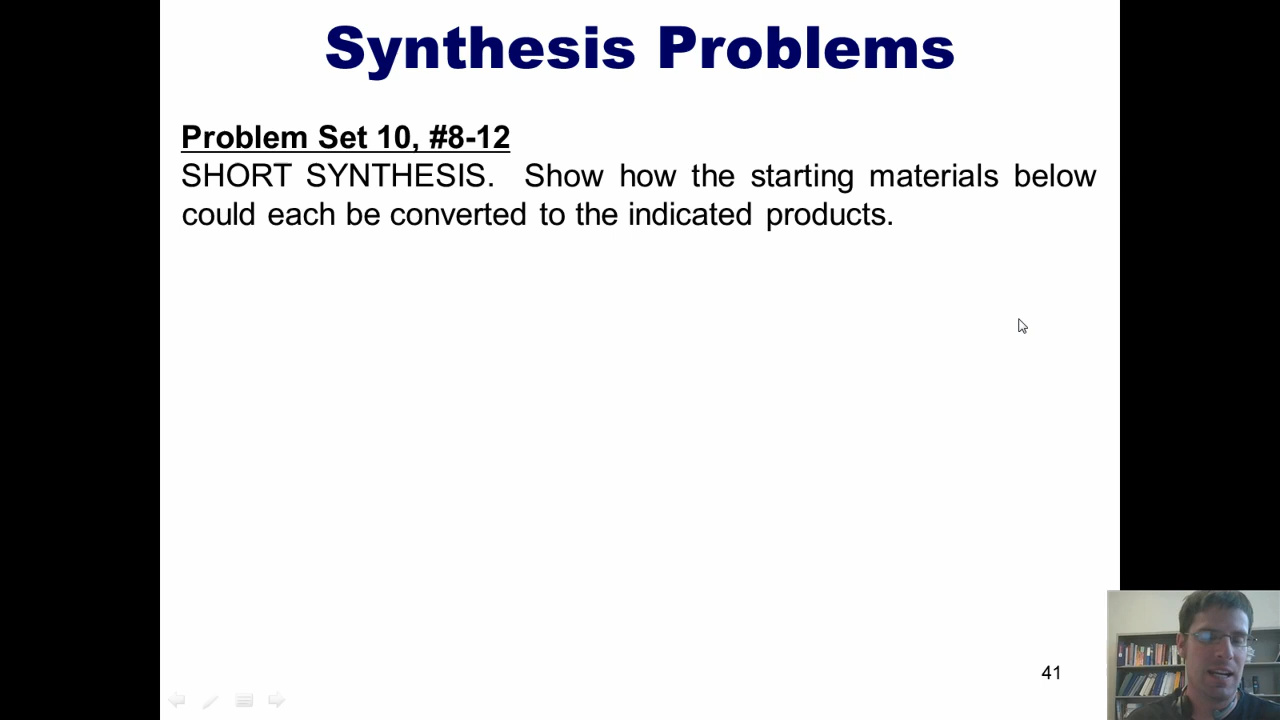 Synthesis Problems
Problem Set 10, #8-12
SHORT SYNTHESIS. Show how the starting materials below
could each be converted to the indicated products.
41